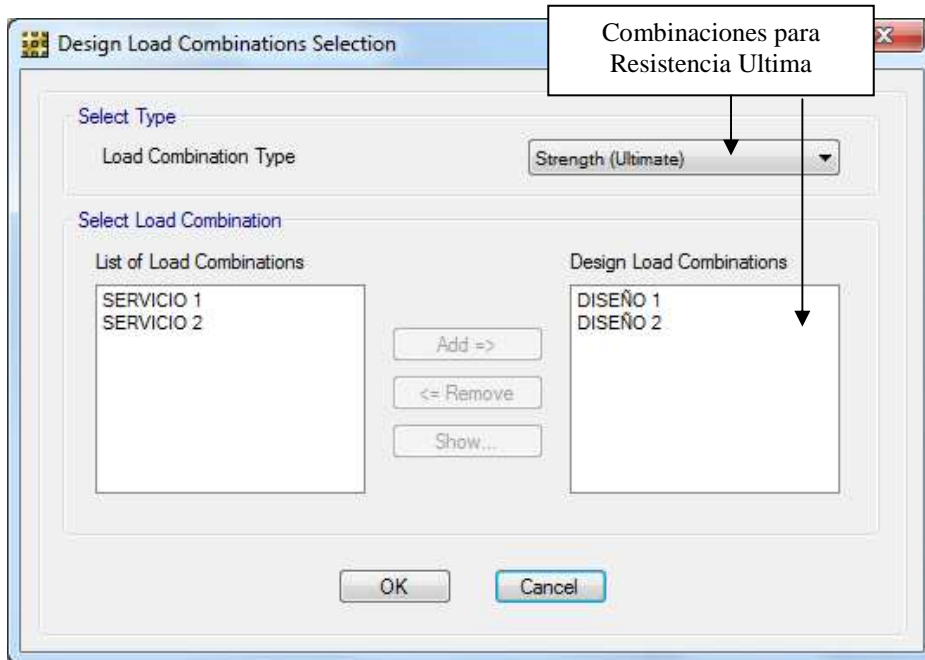 Design Load Combinations Selection
Combinaciones para
Resistencia Ultima
Select Type
Load Combination Type
Strength (Ultimate)
Select Load Combination
List of Load Combinations
Design Load Combinations
SERVICIO 1
SERVICIO 2
DISEÑO 1
DISEÑO 2
Add =>
<= Remove
Show...
OK
Cancel